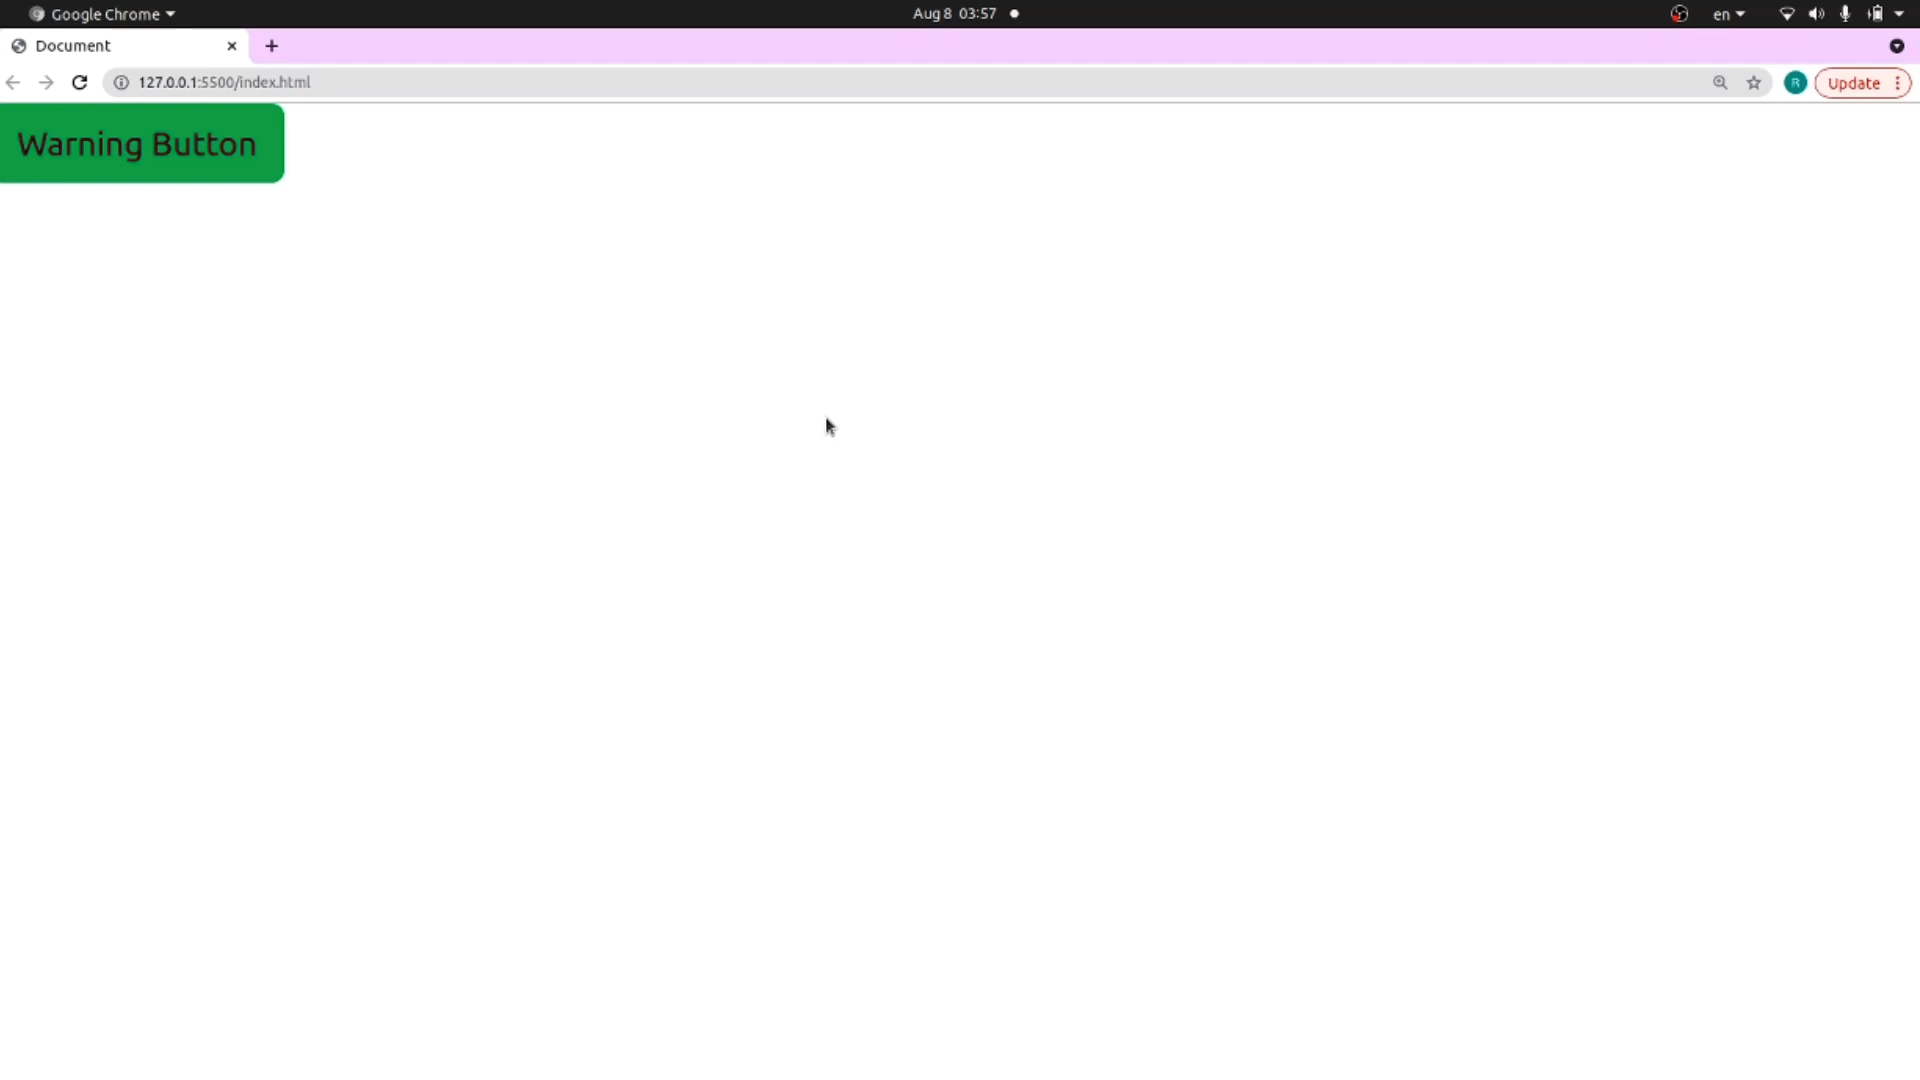 Google Chrome
Aug 8 03:57
en
Document
127.0.0.1:5500/index.html
R
Update
Warning Button